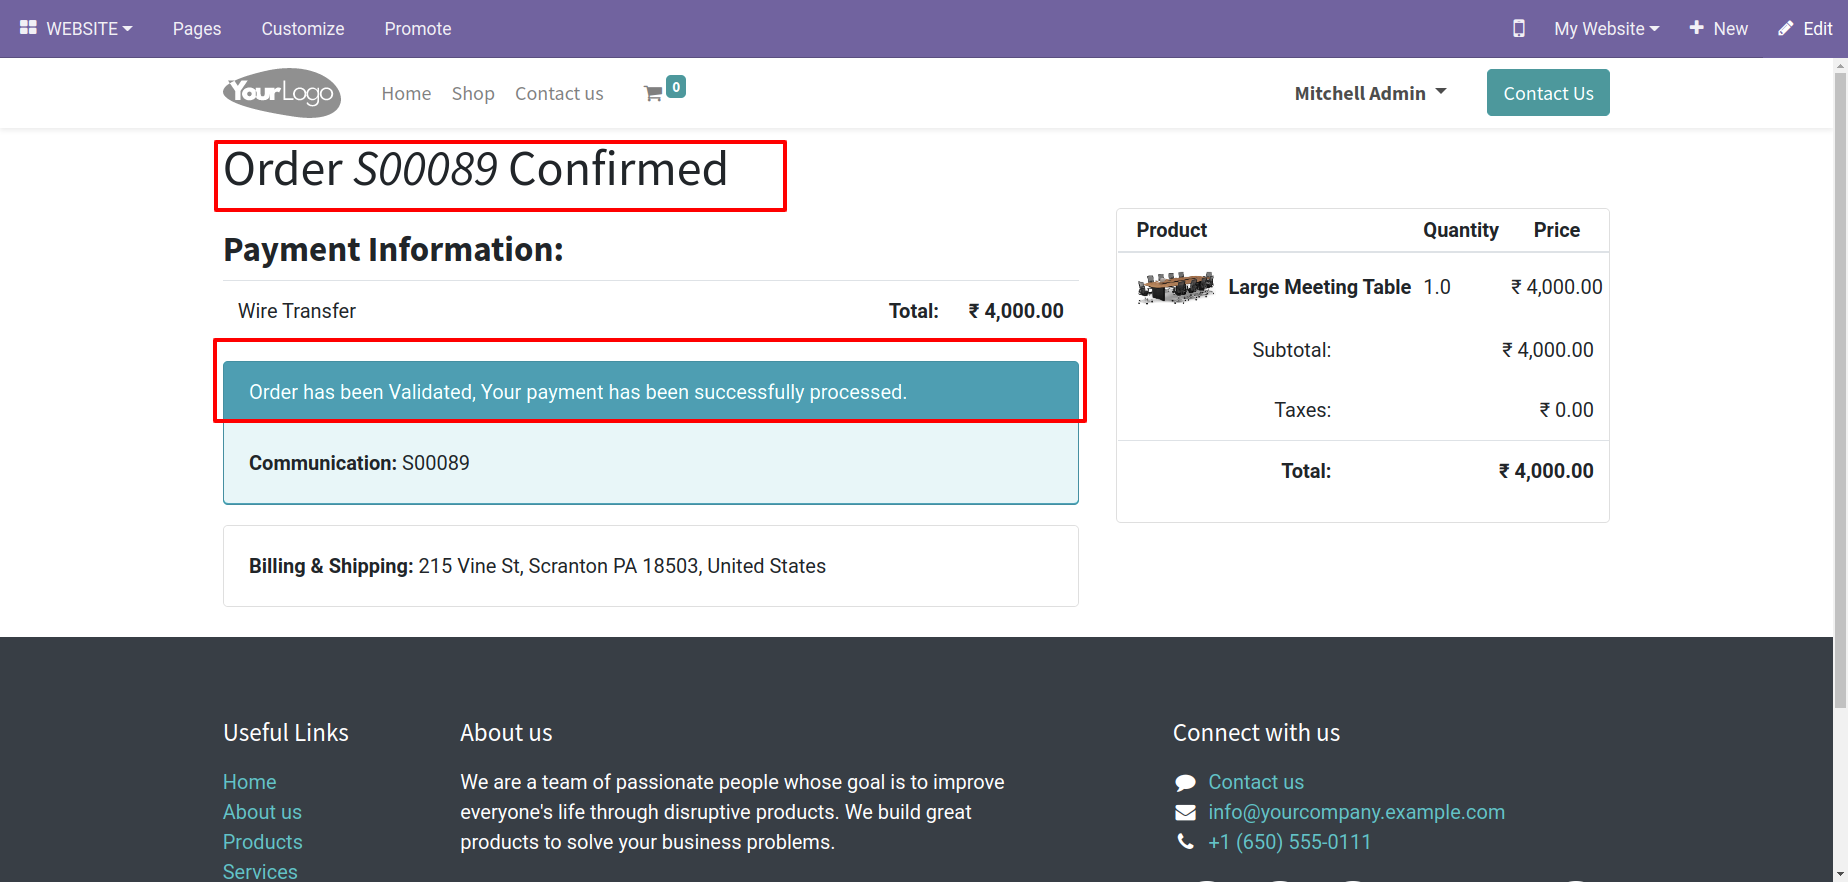 WEBSITE Pages Customize Promote My Website New Edit
YourLogo Home Shop Contact us 0 Mitchell Admin Contact Us
Order S00089 Confirmed
Payment Information:
Wire Transfer Total: ₹ 4,000.00
Order has been Validated, Your payment has been successfully processed.
Communication: S00089
Billing & Shipping: 215 Vine St, Scranton PA 18503, United States
Product Quantity Price
Large Meeting Table 1.0 ₹ 4,000.00
Subtotal: ₹ 4,000.00
Taxes: ₹ 0.00
Total: ₹ 4,000.00
Useful Links
Home
About us
Products
Services
About us
We are a team of passionate people whose goal is to improve
everyone's life through disruptive products. We build great
products to solve your business problems.
Connect with us
Contact us
info@yourcompany.example.com
+1 (650) 555-0111